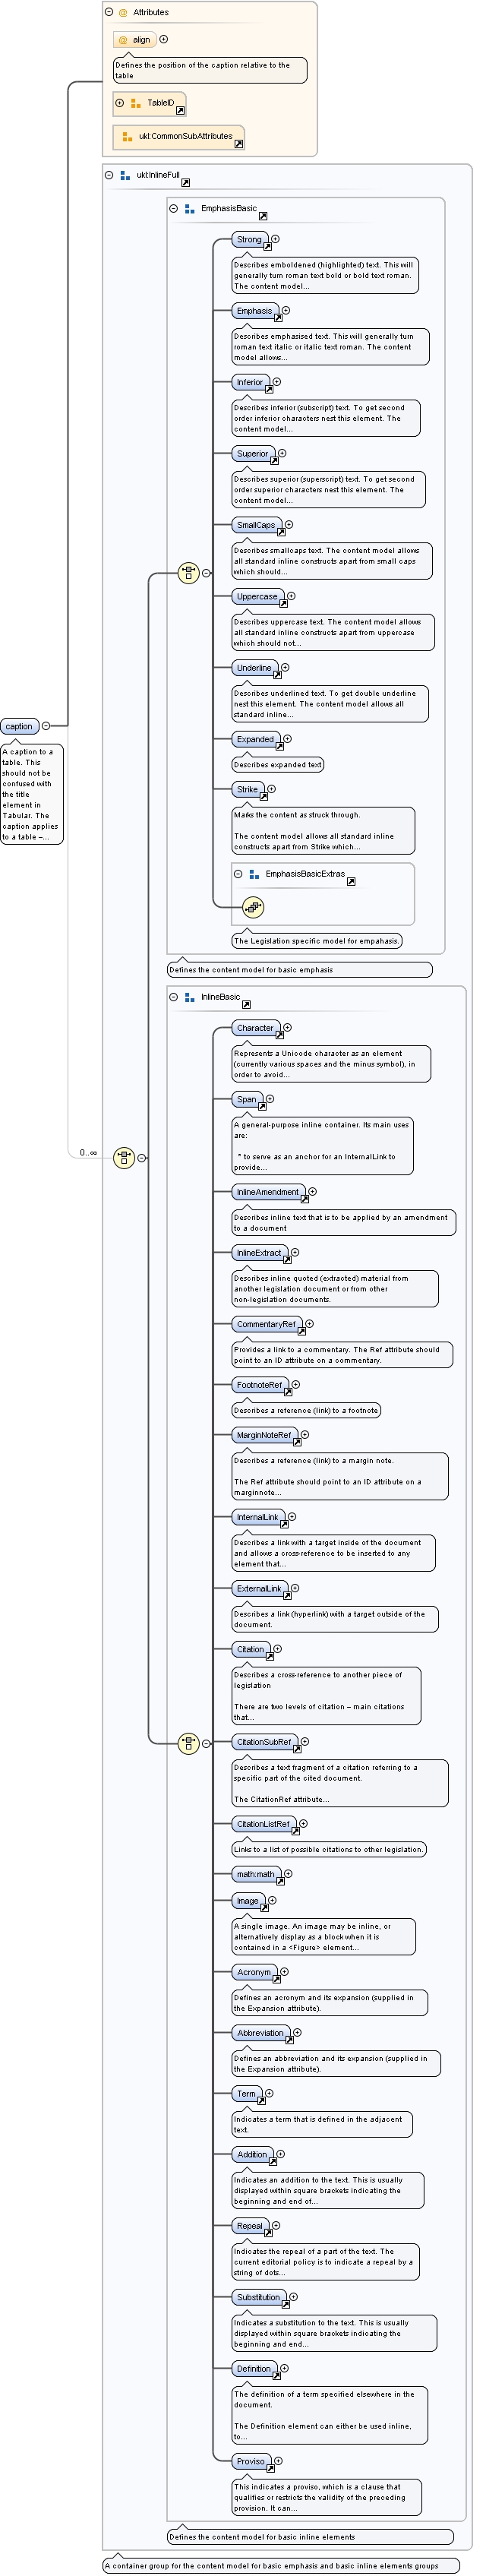 @ Attributes
@ align
Defines the position of the caption relative to the
table
TableID
ukl:CommonSubAttributes
ukl:InlineFull
EmphasisBasic
Strong
Describes emboldened (highlighted) text. This will
generally turn roman text bold or bold text roman.
The content model...
Emphasis
Describes emphasised text. This will generally turn
roman text italic or italic text roman. The content
model allows...
Inferior
Describes inferior (subscript) text. To get second
order inferior characters nest this element. The
content model...
Superior
Describes superior (superscript) text. To get second
order superior characters nest this element. The
content model...
SmallCaps
Describes smallcaps text. The content model allows
all standard inline constructs apart from small caps
which should...
Uppercase
Describes uppercase text. The content model allows
all standard inline constructs apart from uppercase
which should not...
Underline
Describes underlined text. To get double underline
nest this element. The content model allows all
standard inline...
Expanded
Describes expanded text
Strike
Marks the content as struck through.
The content model allows all standard inline
constructs apart from Strike which...
EmphasisBasicExtras
The Legislation specific model for empahasis.
Defines the content model for basic emphasis
caption
A caption to a
table. This
should not be
confused with
the title
element in
Tabular. The
caption applies
to a table –...
0..∞
InlineBasic
Character
Represents a Unicode character as an element
(currently various spaces and the minus symbol), in
order to avoid...
Span
A general-purpose inline container. Its main uses
are:
* to serve as an anchor for an InternalLink to
provide...
InlineAmendment
Describes inline text that is to be applied by an amendment
to a document
InlineExtract
Describes inline quoted (extracted) material from
another legislation document or from other
non-legislation documents.
CommentaryRef
Provides a link to a commentary. The Ref attribute should
point to an ID attribute on a commentary.
FootnoteRef
Describes a reference (link) to a footnote
MarginNoteRef
Describes a reference (link) to a margin note.
The Ref attribute should point to an ID attribute on a
marginnote...
InternalLink
Describes a link with a target inside of the document
and allows a cross-reference to be inserted to any
element that...
ExternalLink
Describes a link (hyperlink) with a target outside of the
document.
Citation
Describes a cross-reference to another piece of
legislation
There are two levels of citation – main citations
that...
CitationSubRef
Describes a text fragment of a citation referring to a
specific part of the cited document.
The CitationRef attribute...
CitationListRef
Links to a list of possible citations to other legislation.
math:math
Image
A single image. An image may be inline, or
alternatively display as a block when it is
contained in a <Figure> element...
Acronym
Defines an acronym and its expansion (supplied in
the Expansion attribute).
Abbreviation
Defines an abbreviation and its expansion (supplied in
the Expansion attribute).
Term
Indicates a term that is defined in the adjacent
text.
Addition
Indicates an addition to the text. This is usually
displayed within square brackets indicating the
beginning and end of...
Repeal
Indicates the repeal of a part of the text. The
current editorial policy is to indicate a repeal by a
string of dots...
Substitution
Indicates a substitution to the text. This is usually
displayed within square brackets indicating the
beginning and end...
Definition
The definition of a term specified elsewhere in the
document.
The Definition element can either be used inline,
to...
Proviso
This indicates a proviso, which is a clause that
qualifies or restricts the validity of the preceding
provision. It can...
Defines the content model for basic inline elements
A container group for the content model for basic emphasis and basic inline elements groups